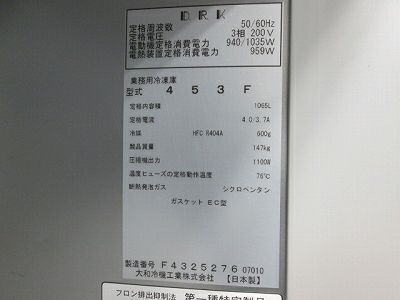 DRK
定格周波数 50/60Hz
定格電圧 3相 200V
電動機定格消費電力 940/1035W
電熱装置定格消費電力 959W
業務用冷凍庫
型式 453F
定格内容積 1065L
定格電流 4.0/3.7A
冷媒 HFC R404A 600g
製品質量 147kg
圧縮機出力 1100W
温度ヒューズの定格動作温度 76℃
断熱発泡ガス シクロペンタン
ガスケット EC型
製造番号 F4325276 07010
大和冷機工業株式会社 【日本製】
フロン排出抑制法 第一種特定製品